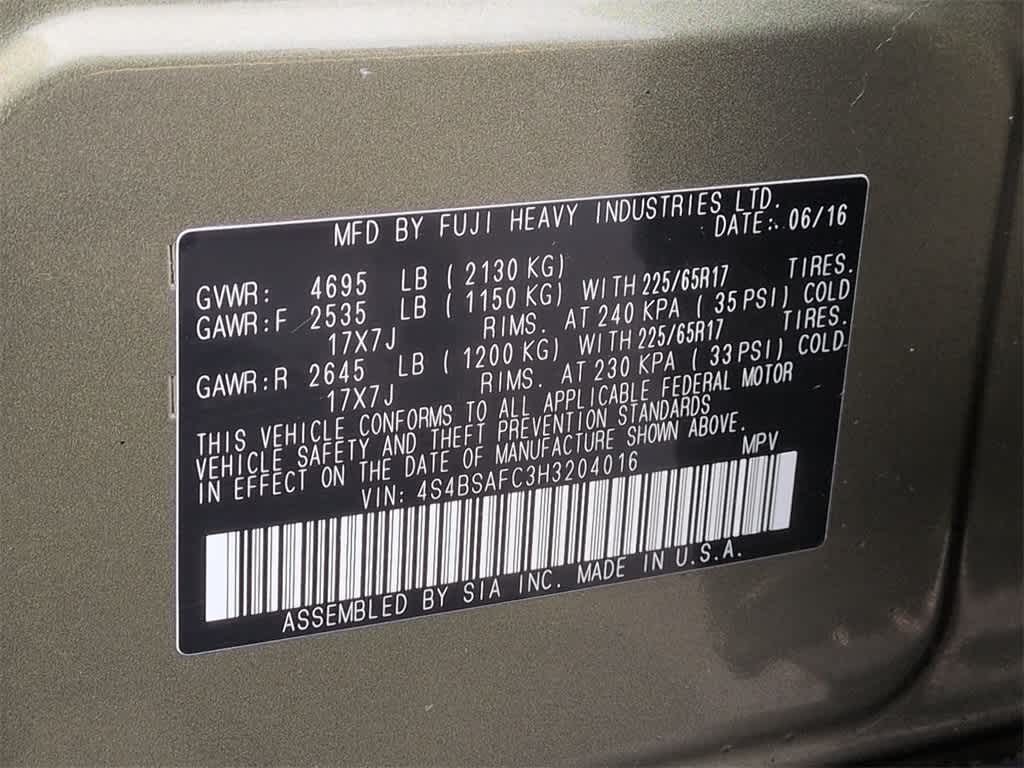 MFD BY FUJI HEAVY INDUSTRIES LTD.
DATE: 06/16
GVWR: 4695 LB ( 2130 KG)
GAWR:F 2535 LB ( 1150 KG) WITH 225/65R17 TIRES.
17X7J RIMS. AT 240 KPA ( 35 PSI) COLD
GAWR:R 2645 LB ( 1200 KG) WITH 225/65R17 TIRES.
17X7J RIMS. AT 230 KPA ( 33 PSI) COLD.
THIS VEHICLE CONFORMS TO ALL APPLICABLE FEDERAL MOTOR
VEHICLE SAFETY AND THEFT PREVENTION STANDARDS
IN EFFECT ON THE DATE OF MANUFACTURE SHOWN ABOVE.
VIN: 4S4BSAFC3H3204016 MPV
ASSEMBLED BY SIA INC. MADE IN U.S.A.